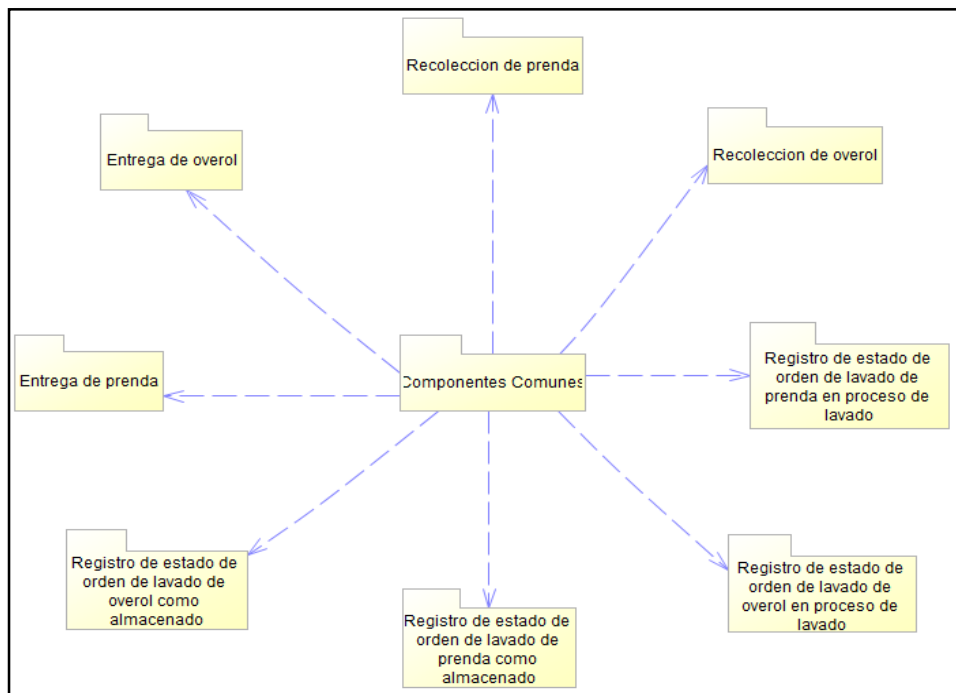 Recoleccion de prenda
Entrega de overol
Recoleccion de overol
Entrega de prenda
Componentes Comunes
Registro de estado de
orden de lavado de
prenda en proceso de
lavado
Registro de estado de
orden de lavado de
overol como
almacenado
Registro de estado de
orden de lavado de
prenda como
almacenado
Registro de estado de
orden de lavado de
overol en proceso de
lavado